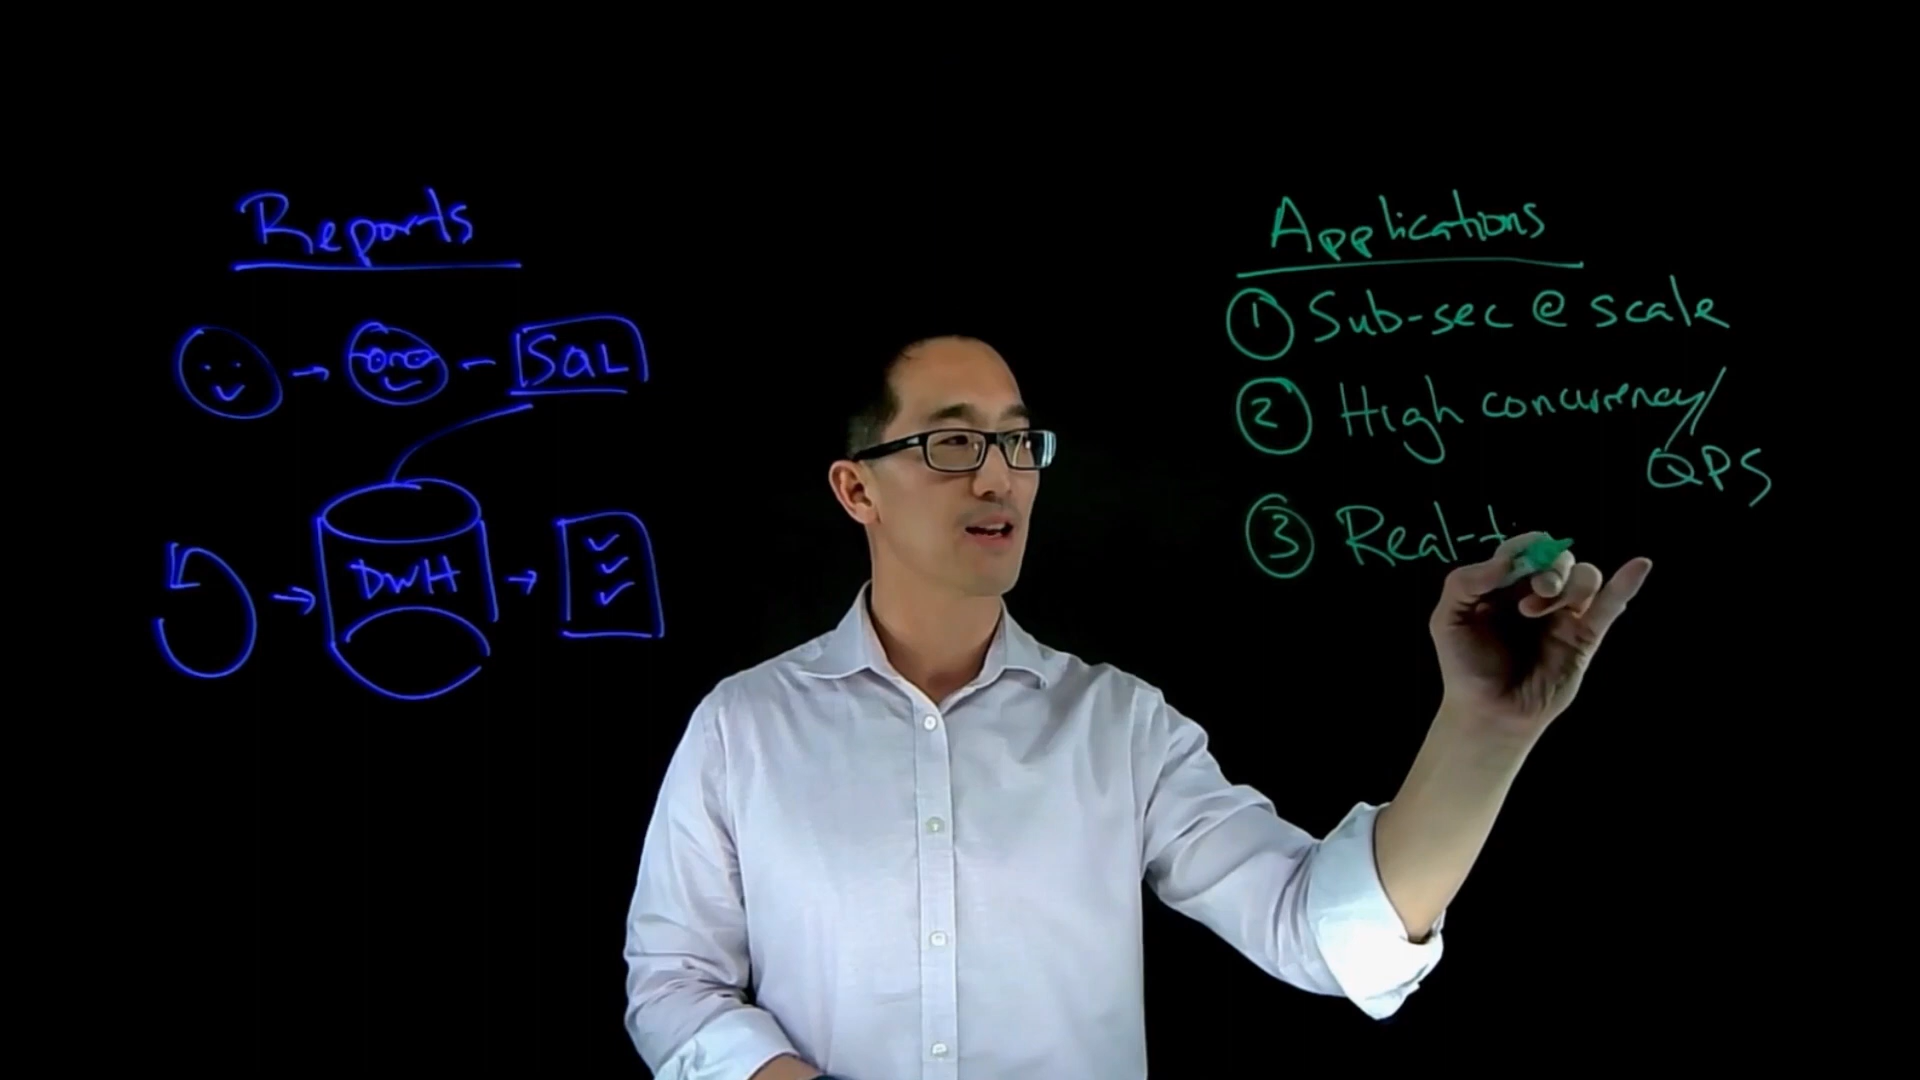 Reports
SQL
DWH
Applications
① Sub-sec @ scale
② High concurrency/
QPS
③ Real-t